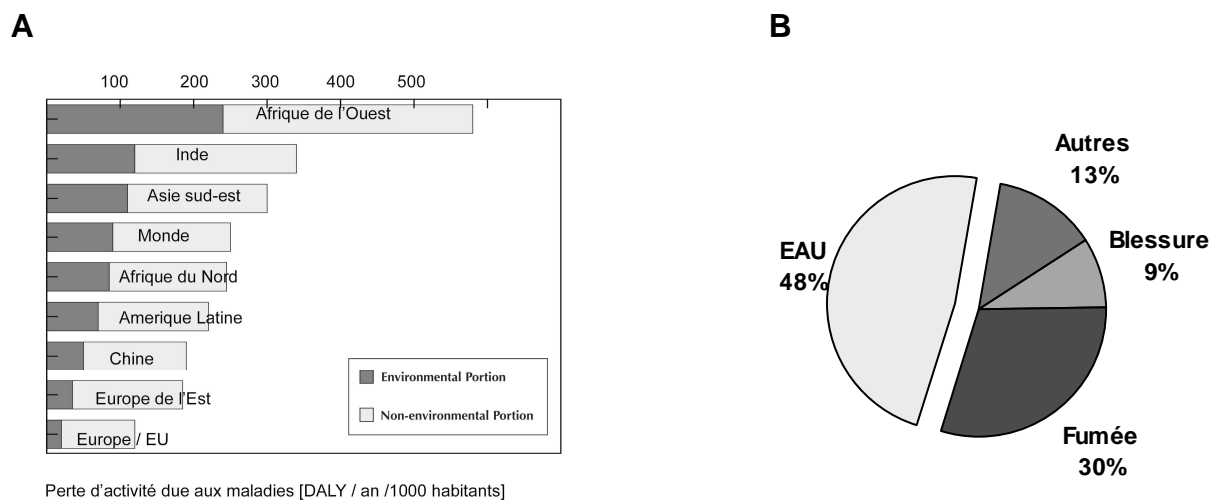 A
100 200 300 400 500
Afrique de l'Ouest
Inde
Asie sud-est
Monde
Afrique du Nord
Amerique Latine
Chine
Europe de l'Est
Europe / EU
Environmental Portion
Non-environmental Portion
Perte d'activité due aux maladies [DALY / an /1000 habitants]
B
Autres
13%
Blessure
9%
EAU
48%
Fumée
30%